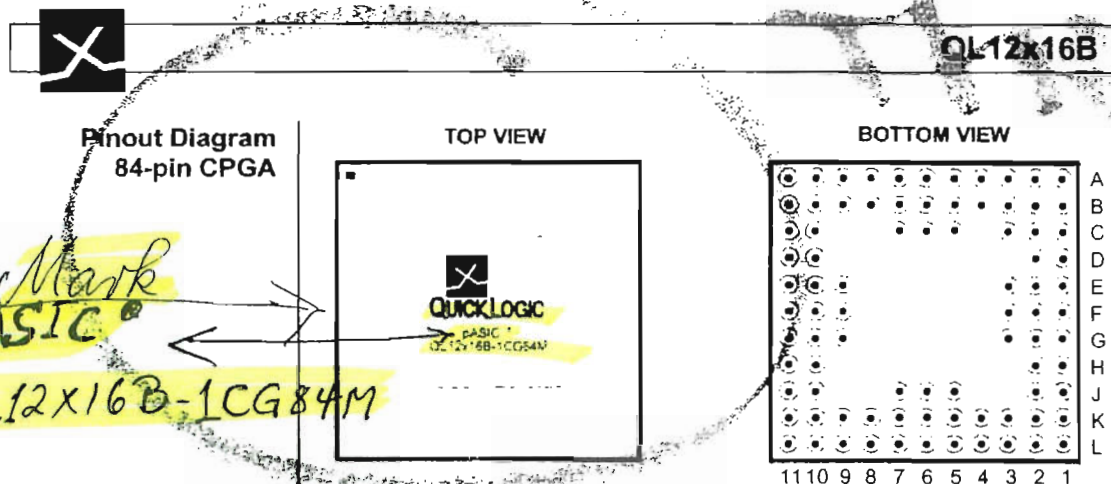 QL12x16B
Pinout Diagram
84-pin CPGA
TOP VIEW
BOTTOM VIEW
Mark
ASIC®
12X16B-1CG84M
QUICKLOGIC
pASIC
QL12x16B-1CG84M
A
B
C
D
E
F
G
H
J
K
L
11 10 9 8 7 6 5 4 3 2 1